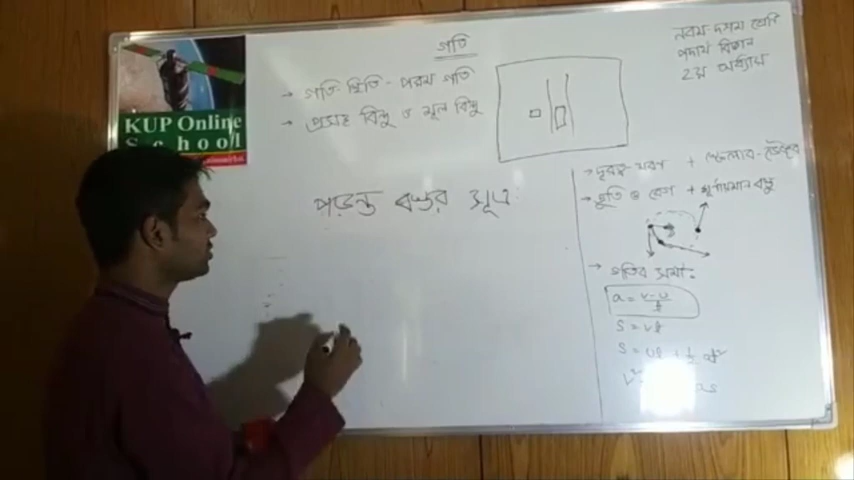 গতি
→ গতি-স্থিতি - পরম গতি
→ প্রসঙ্গ বিন্দু ও মূল বিন্দু
KUP Online
School
পড়ন্ত বস্তুর সূত্র
নবম-দশম শ্রেণি
পদার্থ বিজ্ঞান
২য় অধ্যায়
→ দূরত্ব-সরণ + স্কেলার-ভেক্টর
→ দ্রুতি ও বেগ + ঘূর্ণায়মান বস্তু
→ গতির সমী:
a = v-u/t
s = vt
s = ut + ½ at²
v²